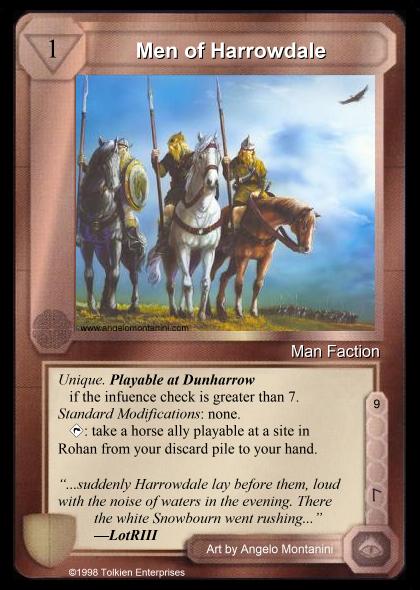 1
Men of Harrowdale
www.angelomontanini.com
Man Faction
Unique. Playable at Dunharrow
if the infuence check is greater than 7.
Standard Modifications: none.
: take a horse ally playable at a site in
Rohan from your discard pile to your hand.
9
“...suddenly Harrowdale lay before them, loud
with the noise of waters in the evening. There
the white Snowbourn went rushing...”
—LotRIII
Art by Angelo Montanini
©1998 Tolkien Enterprises